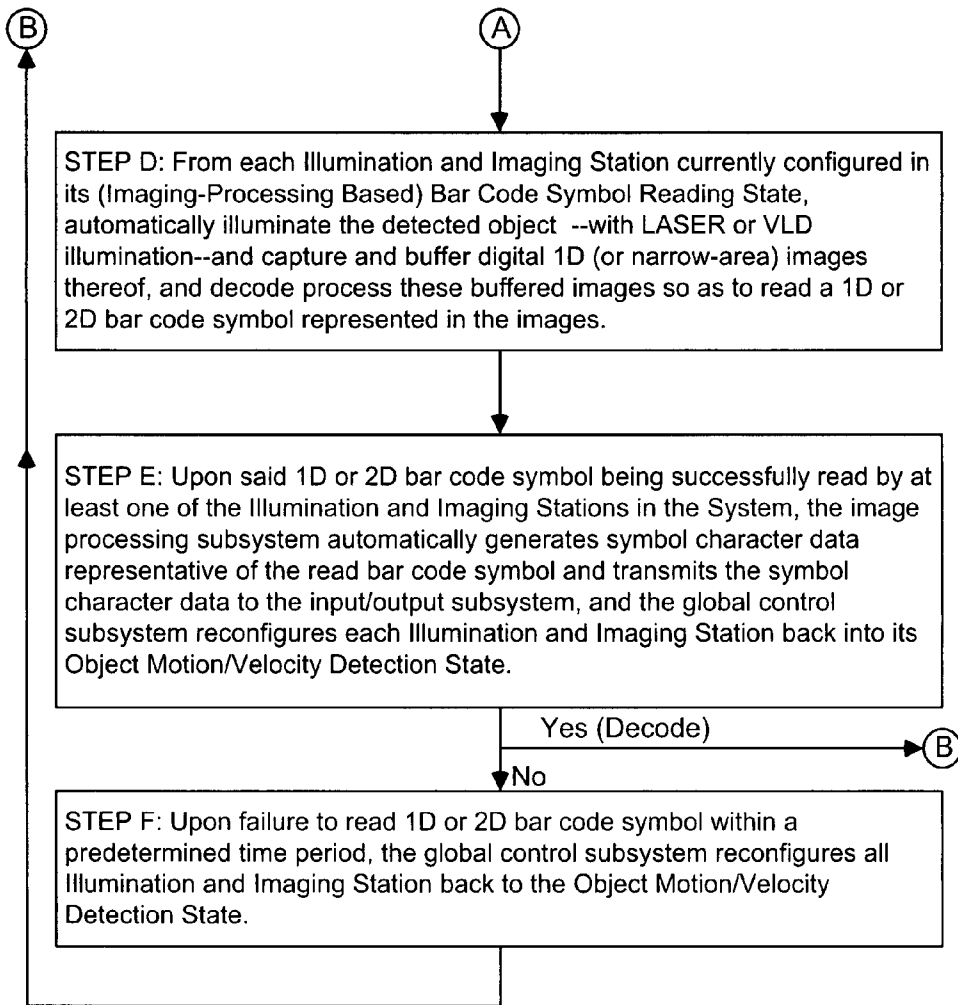 B
A
STEP D: From each Illumination and Imaging Station currently configured in
its (Imaging-Processing Based) Bar Code Symbol Reading State,
automatically illuminate the detected object --with LASER or VLD
illumination--and capture and buffer digital 1D (or narrow-area) images
thereof, and decode process these buffered images so as to read a 1D or
2D bar code symbol represented in the images.
STEP E: Upon said 1D or 2D bar code symbol being successfully read by at
least one of the Illumination and Imaging Stations in the System, the image
processing subsystem automatically generates symbol character data
representative of the read bar code symbol and transmits the symbol
character data to the input/output subsystem, and the global control
subsystem reconfigures each Illumination and Imaging Station back into its
Object Motion/Velocity Detection State.
Yes (Decode)
B
No
STEP F: Upon failure to read 1D or 2D bar code symbol within a
predetermined time period, the global control subsystem reconfigures all
Illumination and Imaging Station back to the Object Motion/Velocity
Detection State.